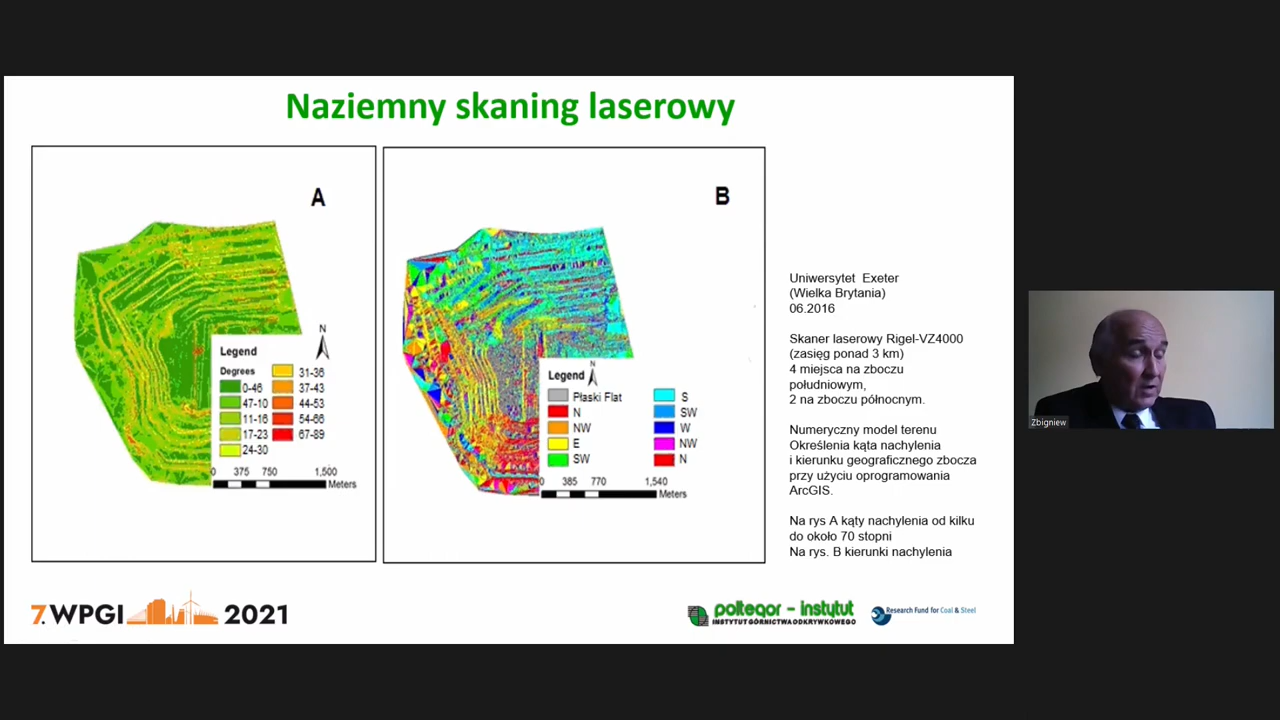 Naziemny skaning laserowy
A
N
Legend
Degrees
0-46
47-10
11-16
17-23
24-30
31-36
37-43
44-53
54-66
67-89
0 375 750 1,500
Meters
B
N
Legend
Płaski Flat
N
NW
E
SW
S
SW
W
NW
N
0 385 770 1,540
Meters
Uniwersytet Exeter
(Wielka Brytania)
06.2016
Skaner laserowy Rigel-VZ4000
(zasięg ponad 3 km)
4 miejsca na zboczu
południowym,
2 na zboczu północnym.
Numeryczny model terenu
Określenia kąta nachylenia
i kierunku geograficznego zbocza
przy użyciu oprogramowania
ArcGIS.
Na rys A kąty nachylenia od kilku
do około 70 stopni
Na rys. B kierunki nachylenia
7.WPGI 2021
poltegor - instytut
INSTYTUT GÓRNICTWA ODKRYWKOWEGO
Research Fund for Coal & Steel
Zbigniew